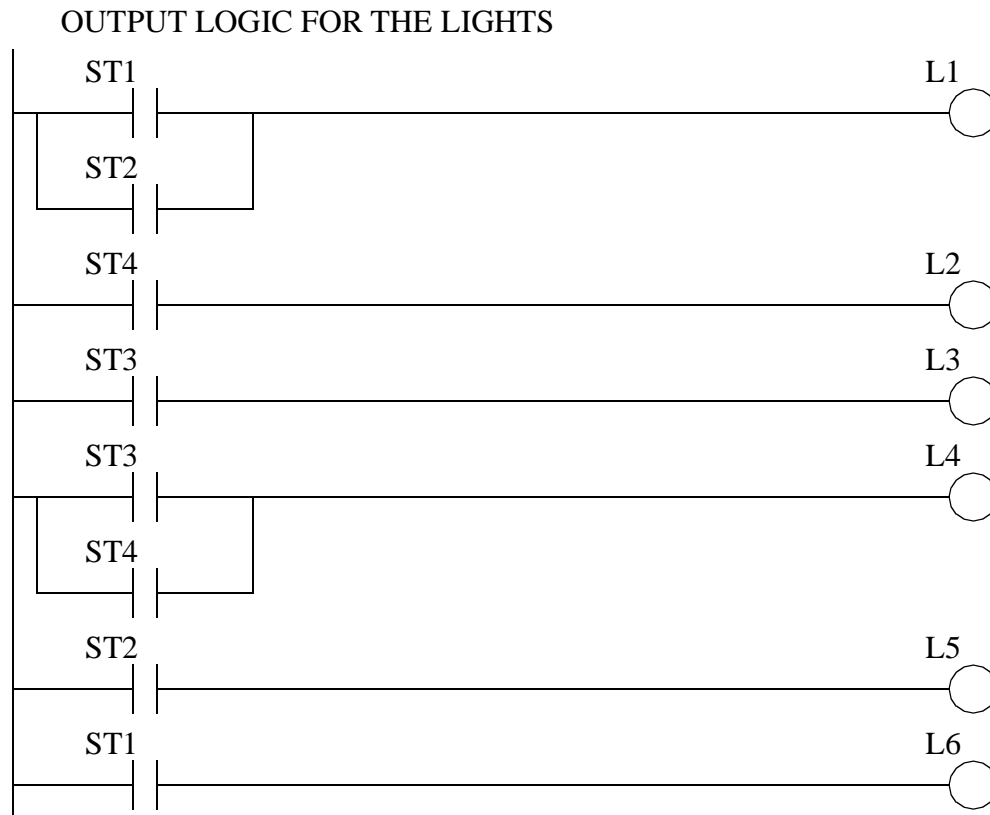 OUTPUT LOGIC FOR THE LIGHTS
ST1 L1
ST2
ST4 L2
ST3 L3
ST3 L4
ST4
ST2 L5
ST1 L6